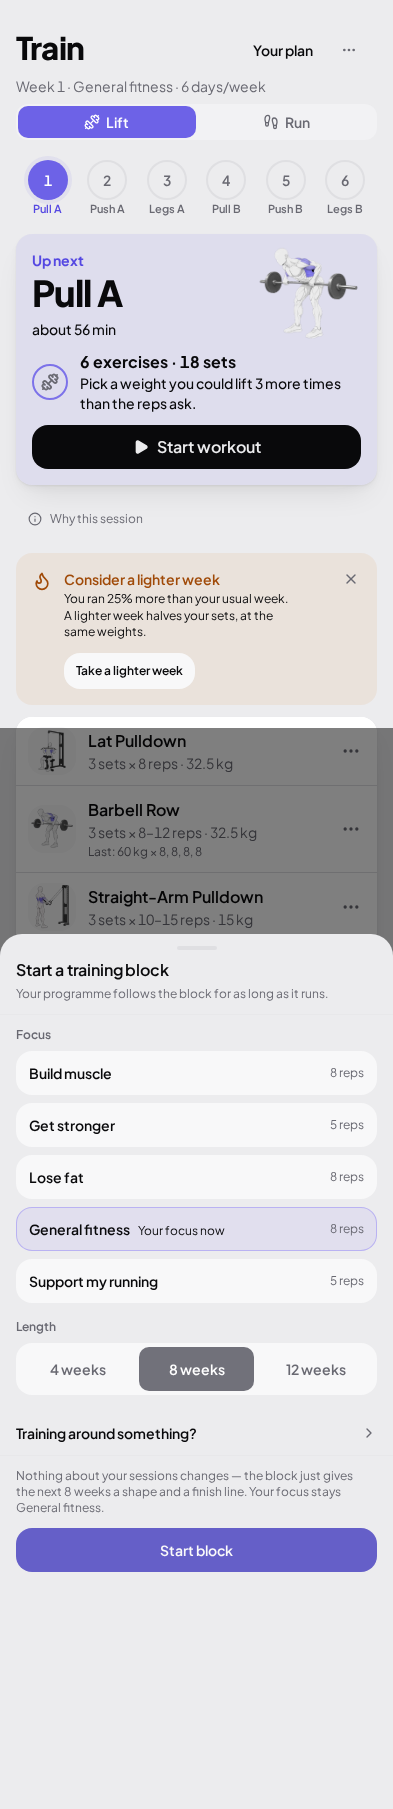 Train
Your plan
Week 1 · General fitness · 6 days/week
Lift
Run
1
2
3
4
5
6
Pull A
Push A
Legs A
Pull B
Push B
Legs B
Up next
Pull A
about 56 min
6 exercises · 18 sets
Pick a weight you could lift 3 more times
than the reps ask.
Start workout
Why this session
Consider a lighter week
You ran 25% more than your usual week.
A lighter week halves your sets, at the
same weights.
Take a lighter week
Lat Pulldown
3 sets × 8 reps · 32.5 kg
Barbell Row
3 sets × 8–12 reps · 32.5 kg
Last: 60 kg × 8, 8, 8, 8
Straight-Arm Pulldown
3 sets × 10–15 reps · 15 kg
Start a training block
Your programme follows the block for as long as it runs.
Focus
Build muscle
8 reps
Get stronger
5 reps
Lose fat
8 reps
General fitness Your focus now
8 reps
Support my running
5 reps
Length
4 weeks
8 weeks
12 weeks
Training around something?
Nothing about your sessions changes — the block just gives
the next 8 weeks a shape and a finish line. Your focus stays
General fitness.
Start block